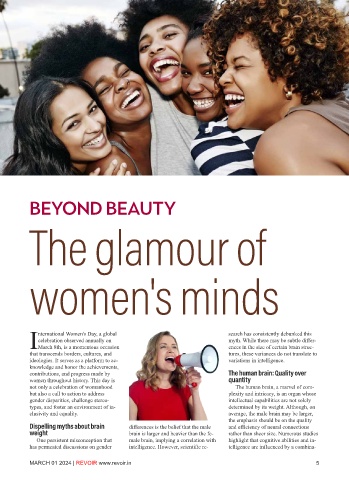 BEYOND BEAUTY
The glamour of
women's minds
International Women's Day, a global
celebration observed annually on
March 8th, is a momentous occasion
that transcends borders, cultures, and
ideologies. It serves as a platform to ac-
knowledge and honor the achievements,
contributions, and progress made by
women throughout history. This day is
not only a celebration of womenhood
but also a call to action to address
gender disparities, challenge stereo-
types, and foster an environment of in-
clusivity and equality.
Dispelling myths about brain
weight
One persistent misconception that
has permeated discussions on gender
differences is the belief that the male
brain is larger and heavier than the fe-
male brain, implying a correlation with
intelligence. However, scientific re-
search has consistently debunked this
myth. While there may be subtle differ-
ences in the size of certain brain struc-
tures, these variances do not translate to
variations in intelligence.
The human brain: Quality over
quantity
The human brain, a marvel of com-
plexity and intricacy, is an organ whose
intellectual capabilities are not solely
determined by its weight. Although, on
average, the male brain may be larger,
the emphasis should be on the quality
and efficiency of neural connections
rather than sheer size. Numerous studies
highlight that cognitive abilities and in-
telligence are influenced by a combina-
MARCH 01 2024 | REVOIR www.revoir.in
5